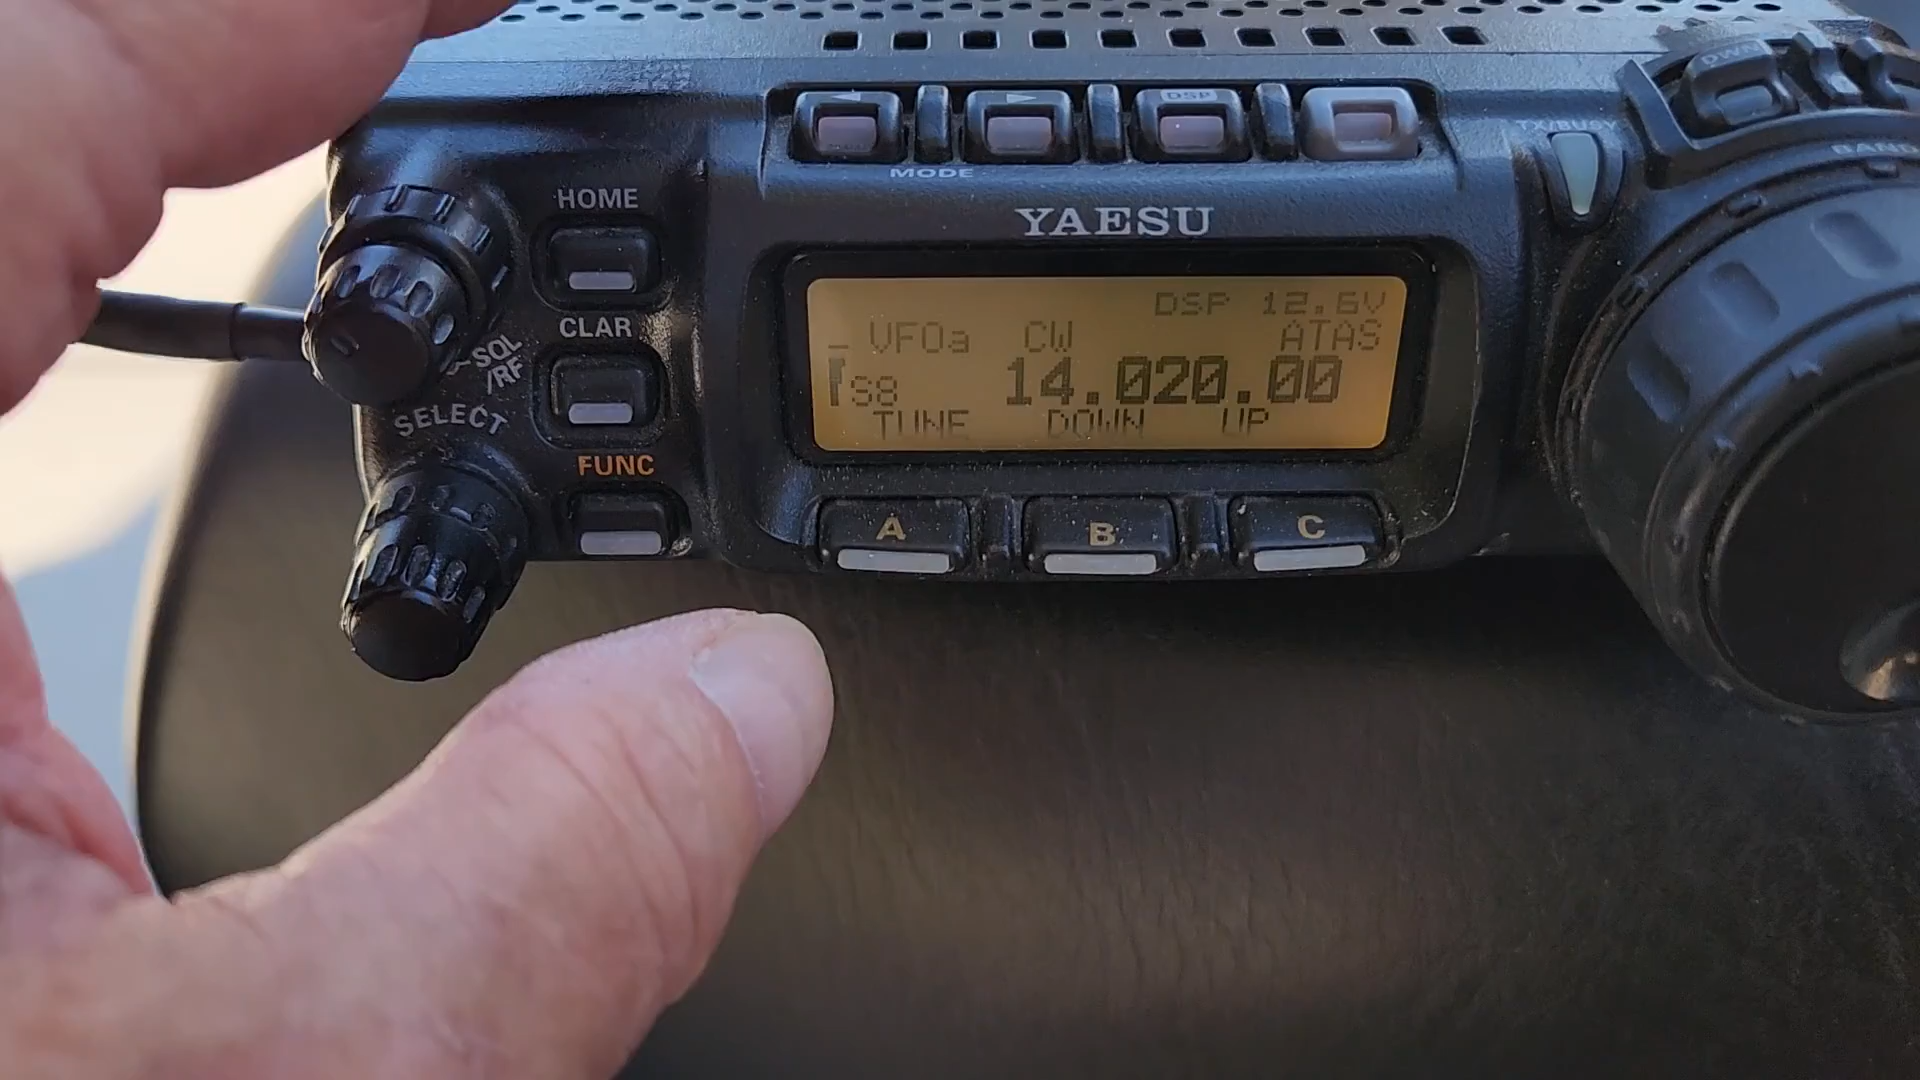 DWN
DSP
TX/BUSY
BAND
MODE
HOME
YAESU
CLAR
DSP 12.6V
VFOa CW ATAS
S8 14.020.00
TUNE DOWN UP
SQL
/RF
SELECT
FUNC
A B C